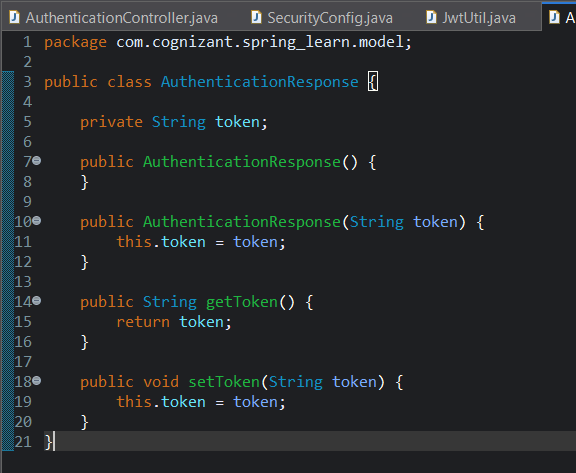 AuthenticationController.java SecurityConfig.java JwtUtil.java
1 package com.cognizant.spring_learn.model;
2
3 public class AuthenticationResponse {
4
5     private String token;
6
7     public AuthenticationResponse() {
8     }
9
10     public AuthenticationResponse(String token) {
11         this.token = token;
12     }
13
14     public String getToken() {
15         return token;
16     }
17
18     public void setToken(String token) {
19         this.token = token;
20     }
21 }